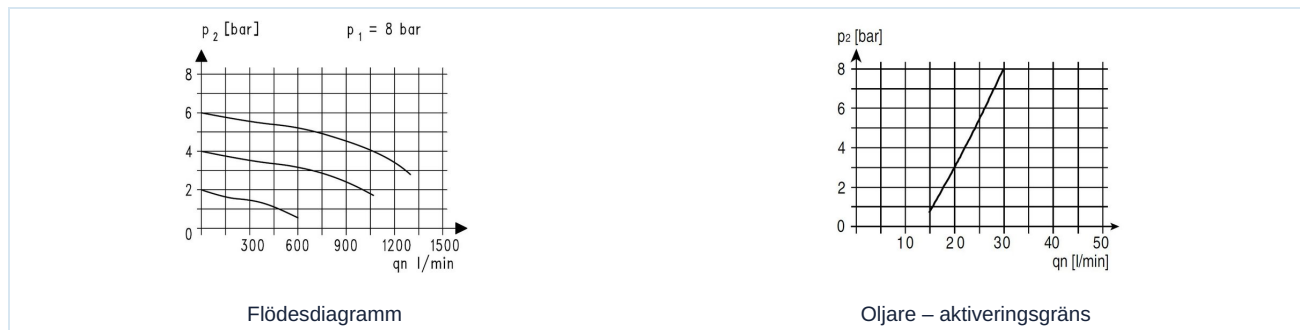 p 2 [bar] p 1 = 8 bar
8
6
4
2
0
300 600 900 1200 1500
qn l/min
Flödesdiagramm
p2 [bar]
8
6
4
2
0
10 20 30 40 50
qn [l/min]
Oljare – aktiveringsgräns